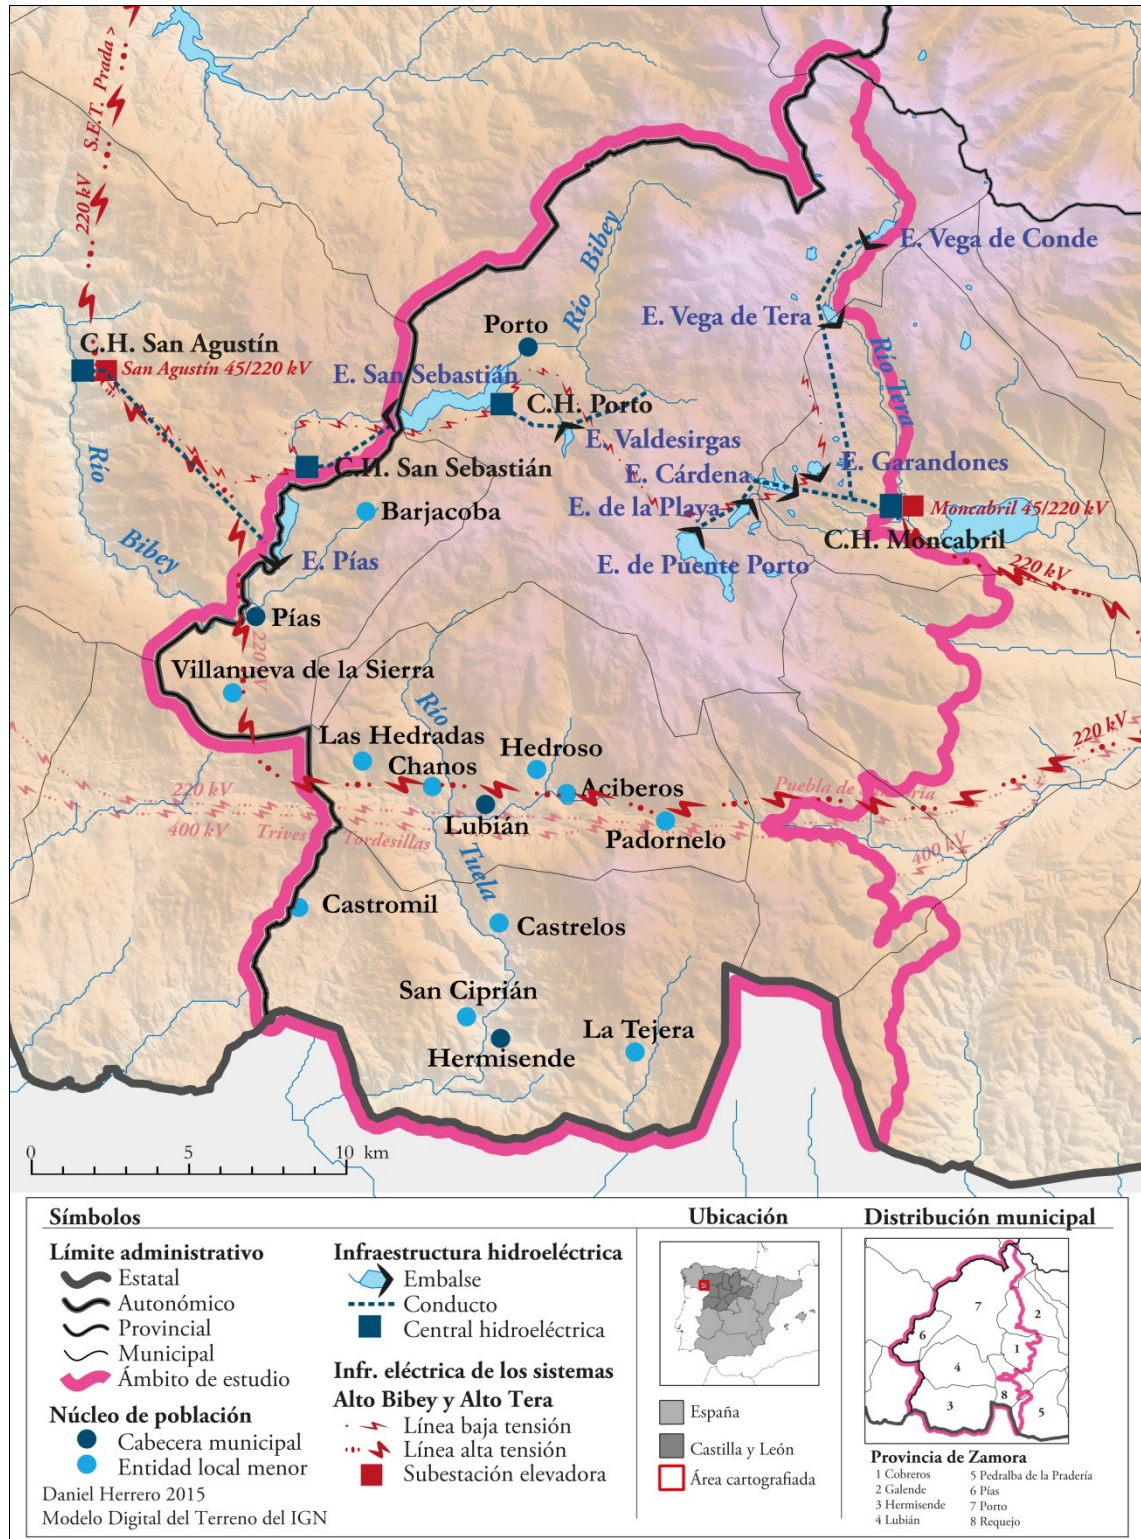 S.E.T. Prada >
220 kV
E. Vega de Conde
Río Bibey
Porto
E. Vega de Tera
C.H. San Agustín
San Agustín 45/220 kV
E. San Sebastián
Río Tera
C.H. Porto
E. Valdesirgas
Río
C.H. San Sebastián
E. Cárdena
E. Garandones
Barjacoba
E. de la Playa
Moncabril 45/220 kV
C.H. Moncabril
Bibey
E. Pías
E. de Puente Porto
220 kV
Pías
220 kV
Villanueva de la Sierra
Río
Las Hedradas
Hedroso
220 kV
Chanos
Aciberos
Puebla de Sanabria
220 kV
Lubián
400 kV
Trives
Tordesillas
Padornelo
400 kV
Tuela
Castromil
Castrelos
San Ciprián
La Tejera
Hermisende
0 5 10 km
Símbolos
Límite administrativo
Estatal
Autonómico
Provincial
Municipal
Ámbito de estudio
Núcleo de población
Cabecera municipal
Entidad local menor
Daniel Herrero 2015
Modelo Digital del Terreno del IGN
Infraestructura hidroeléctrica
Embalse
Conducto
Central hidroeléctrica
Infr. eléctrica de los sistemas
Alto Bibey y Alto Tera
Línea baja tensión
Línea alta tensión
Subestación elevadora
Ubicación
España
Castilla y León
Área cartografiada
Distribución municipal
7
2
6
1
4
8
3
5
Provincia de Zamora
1 Cobreros
2 Galende
3 Hermisende
4 Lubián
5 Pedralba de la Pradería
6 Pías
7 Porto
8 Requejo